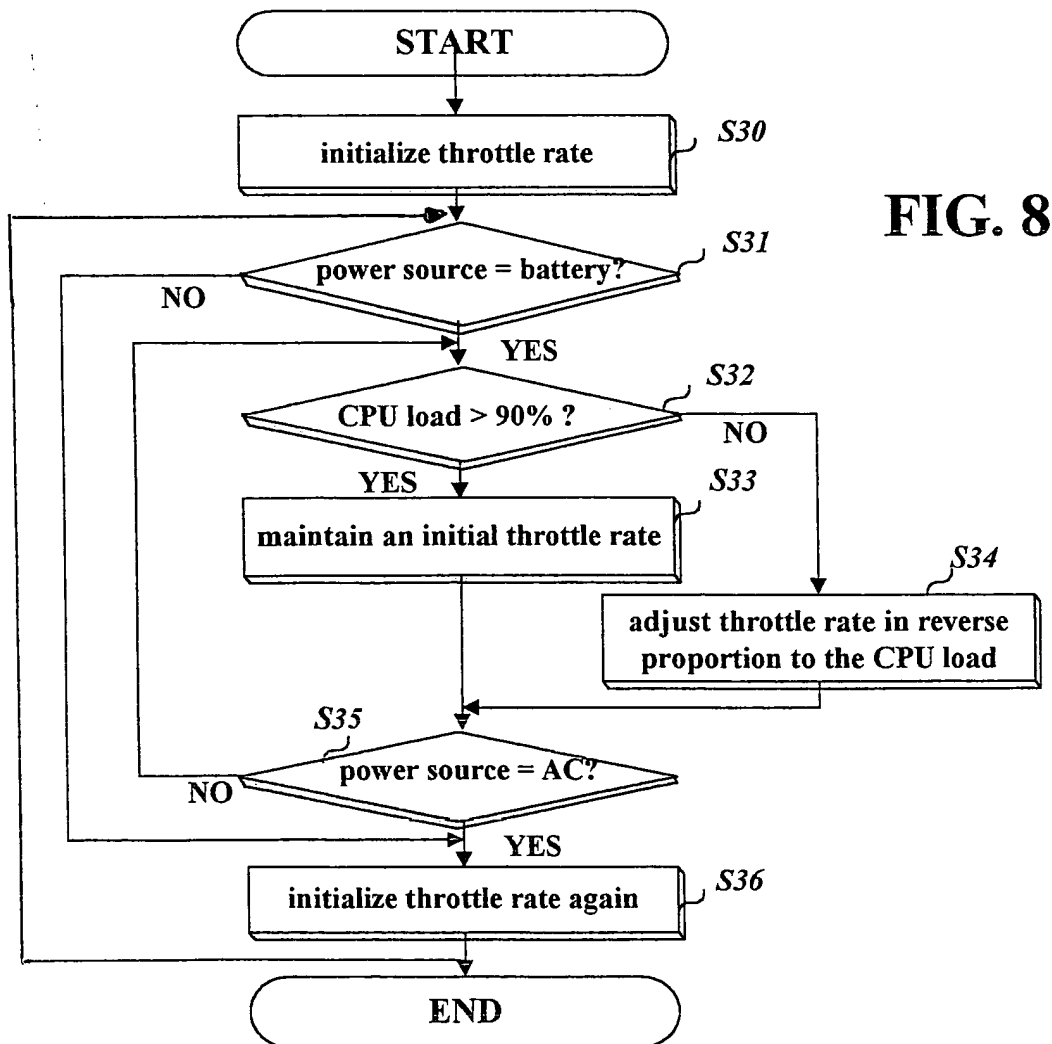 START
S30
initialize throttle rate
FIG. 8
S31
power source = battery?
NO
YES
S32
CPU load > 90% ?
NO
YES
S33
maintain an initial throttle rate
S34
adjust throttle rate in reverse
proportion to the CPU load
S35
power source = AC?
NO
YES
S36
initialize throttle rate again
END